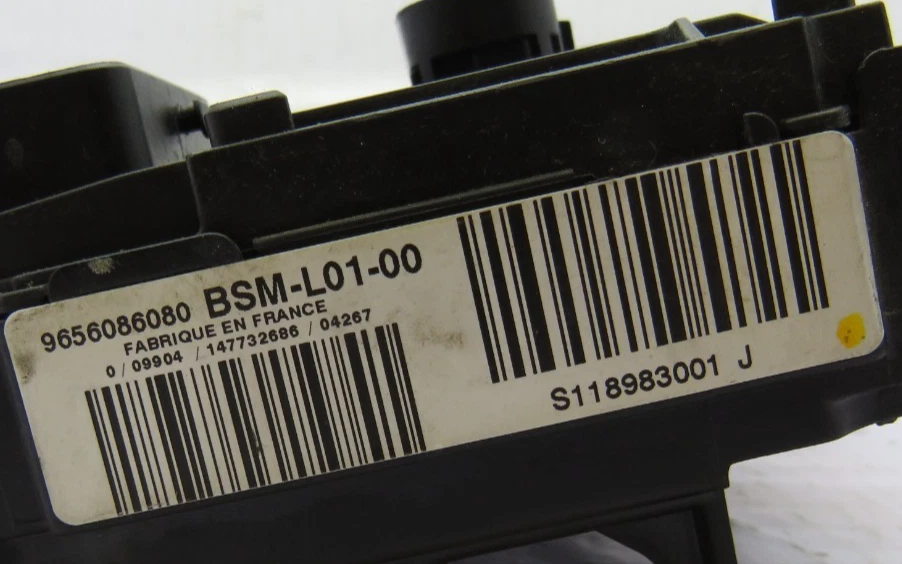 9656086080 BSM-L01-00
FABRIQUE EN FRANCE
0 / 09904 / 147732686 / 04267
S118983001 J